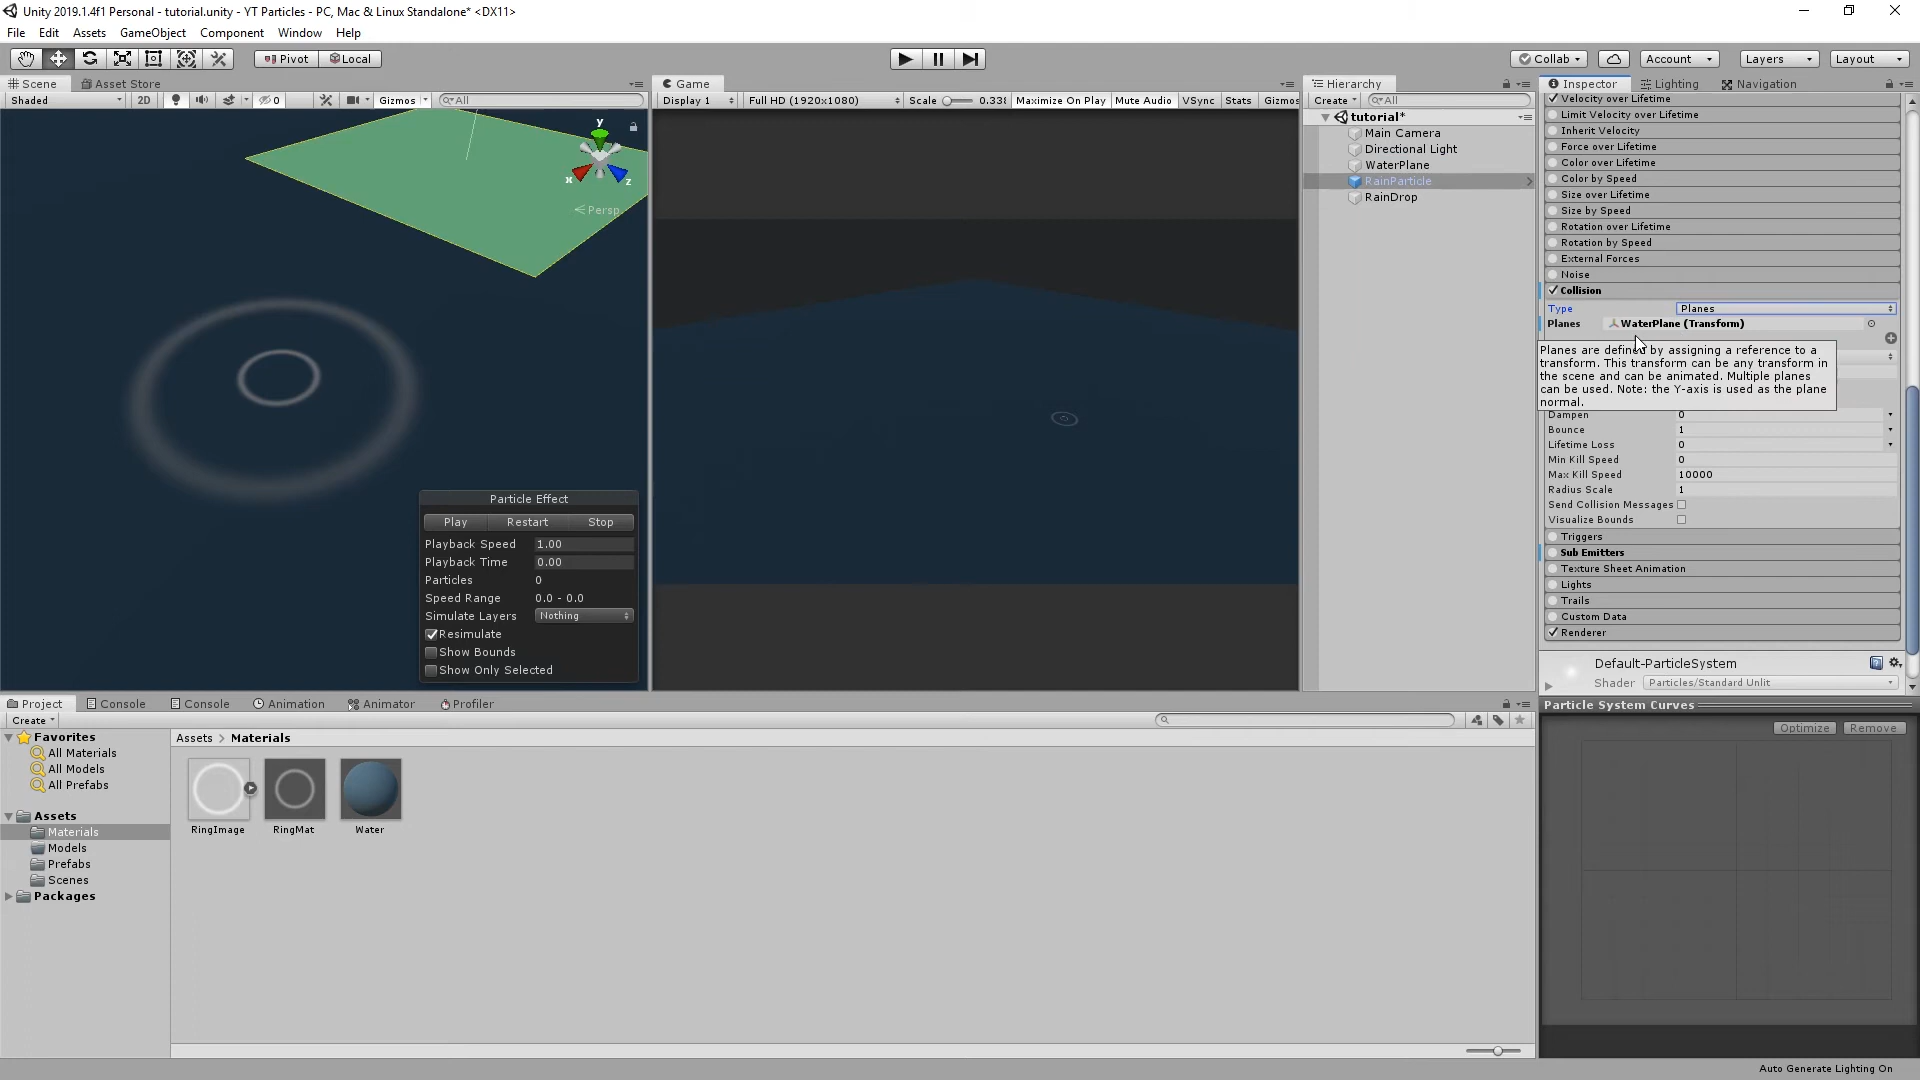 Unity 2019.1.4f1 Personal - tutorial.unity - YT Particles - PC, Mac & Linux Standalone* <DX11>
File Edit Assets GameObject Component Window Help
Pivot Local Collab Account Layers Layout
Scene Asset Store
Shaded 2D 0 Gizmos All
y
x
z
Persp
Particle Effect
Play Restart Stop
Playback Speed 1.00
Playback Time 0.00
Particles 0
Speed Range 0.0 - 0.0
Simulate Layers Nothing
Resimulate
Show Bounds
Show Only Selected
Game
Display 1 Full HD (1920x1080) Scale 0.33 Maximize On Play Mute Audio VSync Stats Gizmos
Hierarchy
Create All
tutorial*
Main Camera
Directional Light
WaterPlane
RainParticle
RainDrop
Inspector Lighting Navigation
Velocity over Lifetime
Limit Velocity over Lifetime
Inherit Velocity
Force over Lifetime
Color over Lifetime
Color by Speed
Size over Lifetime
Size by Speed
Rotation over Lifetime
Rotation by Speed
External Forces
Noise
Collision
Type Planes
Planes WaterPlane (Transform)
Planes are defined by assigning a reference to a
transform. This transform can be any transform in
the scene and can be animated. Multiple planes
can be used. Note: the Y-axis is used as the plane
normal.
Dampen 0
Bounce 1
Lifetime Loss 0
Min Kill Speed 0
Max Kill Speed 10000
Radius Scale 1
Send Collision Messages
Visualize Bounds
Triggers
Sub Emitters
Texture Sheet Animation
Lights
Trails
Custom Data
Renderer
Default-ParticleSystem
Shader Particles/Standard Unlit
Particle System Curves
Optimize Remove
Project Console Console Animation Animator Profiler
Create
Favorites
All Materials
All Models
All Prefabs
Assets
Materials
Models
Prefabs
Scenes
Packages
Assets > Materials
RingImage RingMat Water
Auto Generate Lighting On